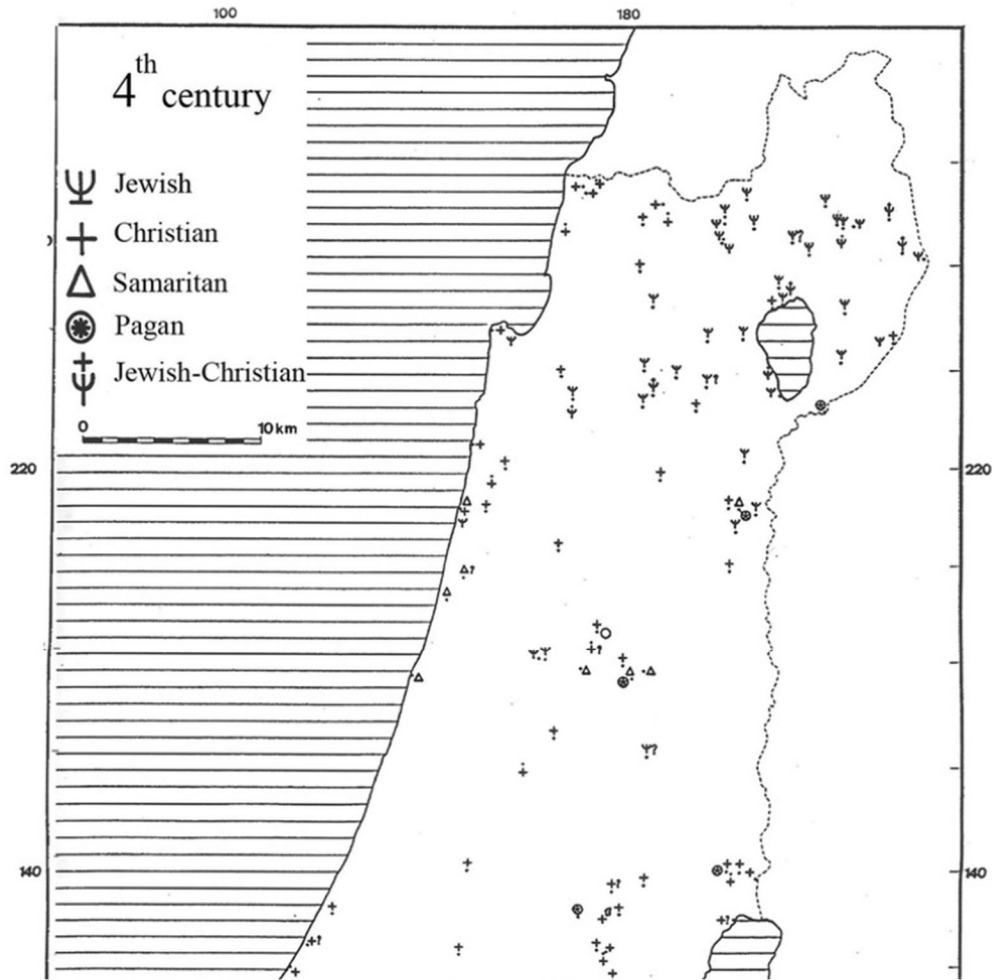 100 180
4th century
Jewish
Christian
Samaritan
Pagan
Jewish-Christian
0 10 km
220 220
140 140